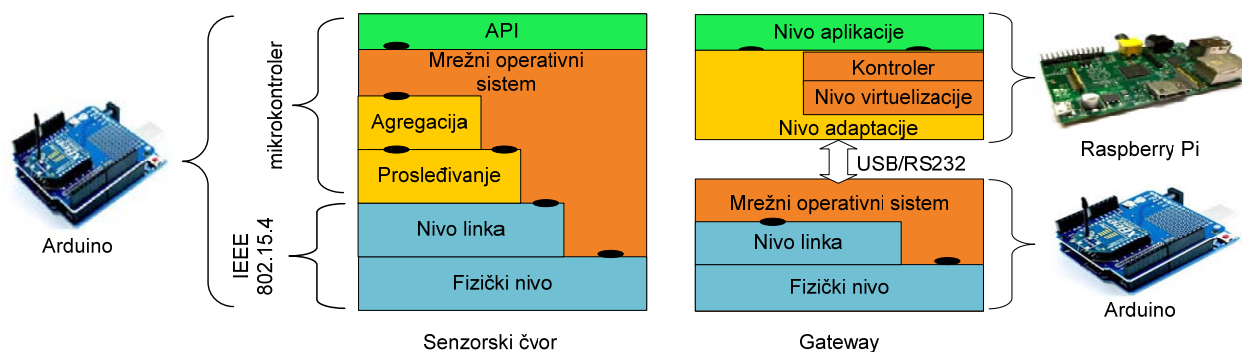 mikrokontroler
IEEE
802.15.4
Arduino
API
Mrežni operativni
sistem
Agregacija
Prosleđivanje
Nivo linka
Fizički nivo
Senzorski čvor
Nivo aplikacije
Kontroler
Nivo virtuelizacije
Nivo adaptacije
USB/RS232
Mrežni operativni sistem
Nivo linka
Fizički nivo
Gateway
Raspberry Pi
Arduino